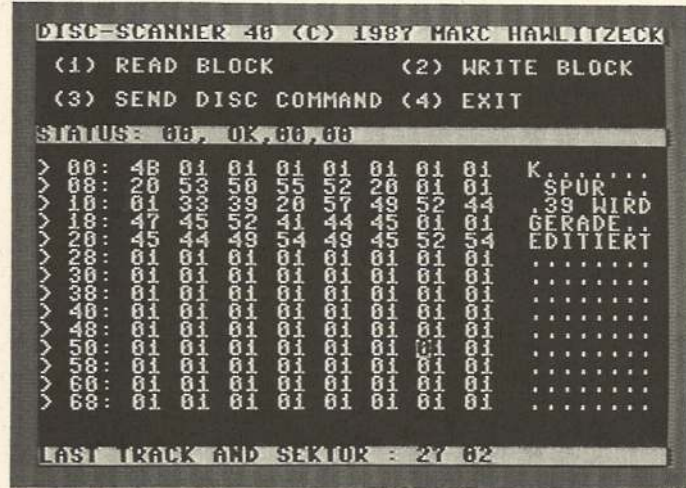 DISC-SCANNER 40 (C) 1987 MARC HAWLITZECK
(1) READ BLOCK (2) WRITE BLOCK
(3) SEND DISC COMMAND (4) EXIT
STATUS: 00, OK,00,00
> 00: 4B 01 01 01 01 01 01 01 K.......
> 08: 20 53 50 55 52 20 01 01 SPUR ..
> 10: 01 33 39 20 57 49 52 44 .39 WIRD
> 18: 47 45 52 41 44 45 01 01 GERADE..
> 20: 45 44 49 54 49 45 52 54 EDITIERT
> 28: 01 01 01 01 01 01 01 01 ........
> 30: 01 01 01 01 01 01 01 01 ........
> 38: 01 01 01 01 01 01 01 01 ........
> 40: 01 01 01 01 01 01 01 01 ........
> 48: 01 01 01 01 01 01 01 01 ........
> 50: 01 01 01 01 01 01 01 01 ........
> 58: 01 01 01 01 01 01 01 01 ........
> 60: 01 01 01 01 01 01 01 01 ........
> 68: 01 01 01 01 01 01 01 01 ........
LAST TRACK AND SEKTOR : 27 02